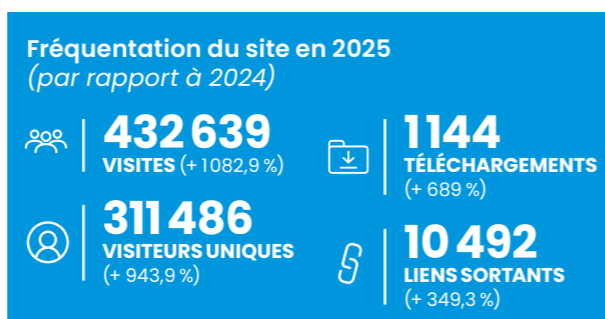 Fréquentation du site en 2025
(par rapport à 2024)
432 639
VISITES (+ 1082,9 %)
311 486
VISITEURS UNIQUES
(+ 943,9 %)
1144
TÉLÉCHARGEMENTS
(+ 689 %)
10 492
LIENS SORTANTS
(+ 349,3 %)